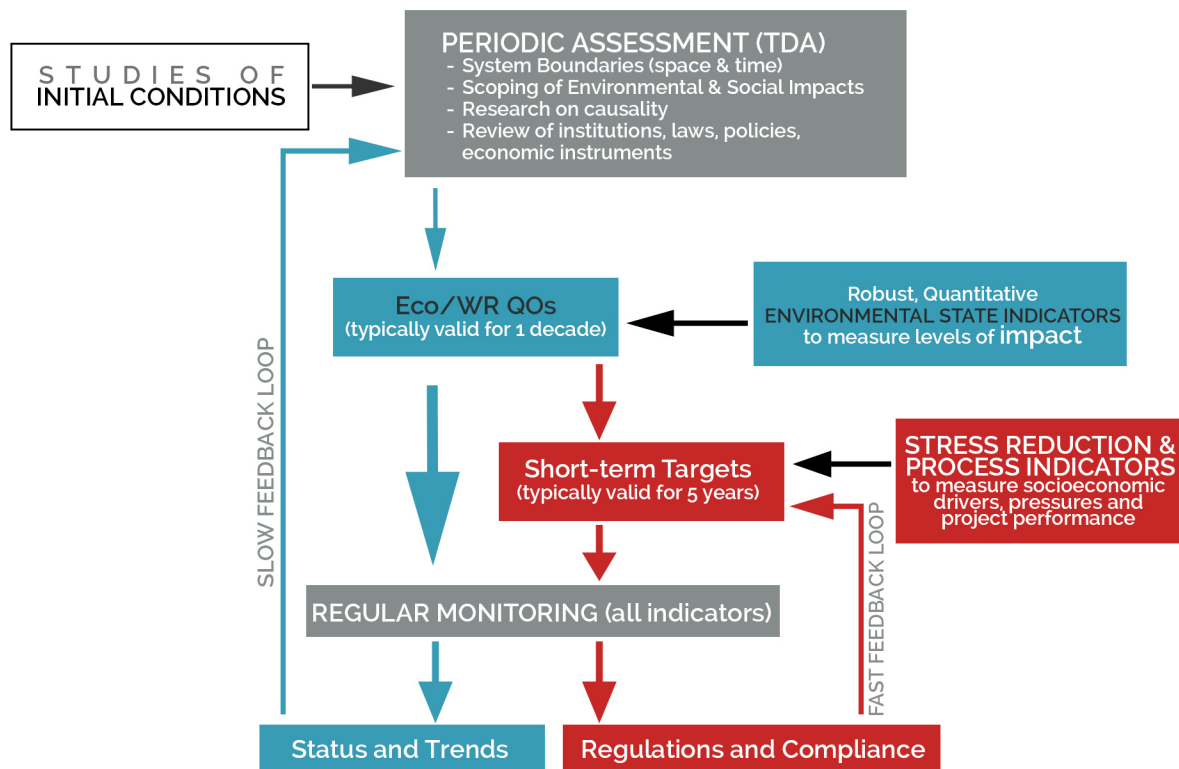 STUDIES OF
INITIAL CONDITIONS
PERIODIC ASSESSMENT (TDA)
- System Boundaries (space & time)
- Scoping of Environmental & Social Impacts
- Research on causality
- Review of institutions, laws, policies,
economic instruments
Eco/WR QOs
(typically valid for 1 decade)
Robust, Quantitative
ENVIRONMENTAL STATE INDICATORS
to measure levels of impact
SLOW FEEDBACK LOOP
Short-term Targets
(typically valid for 5 years)
STRESS REDUCTION &
PROCESS INDICATORS
to measure socioeconomic
drivers, pressures and
project performance
REGULAR MONITORING (all indicators)
FAST FEEDBACK LOOP
Status and Trends
Regulations and Compliance